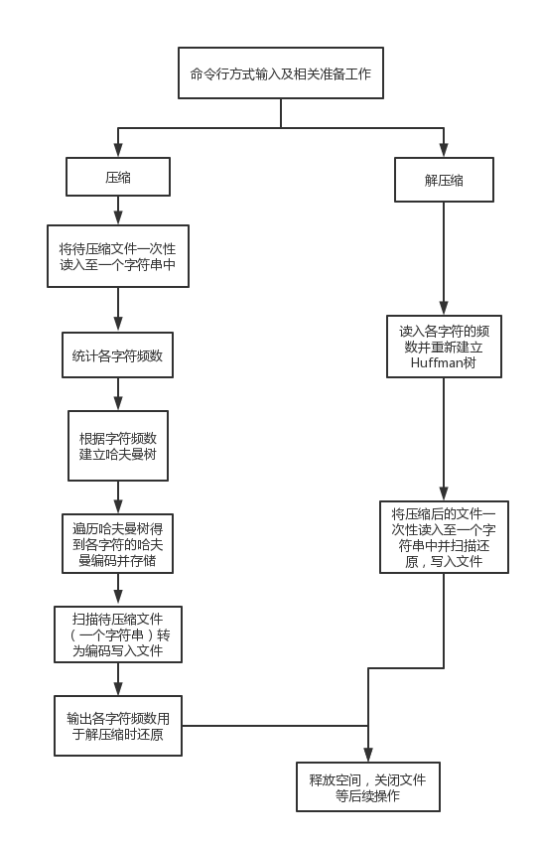 命令行方式输入及相关准备工作
压缩
解压缩
将待压缩文件一次性
读入至一个字符串中
统计各字符频数
根据字符频数
建立哈夫曼树
遍历哈夫曼树得
到各字符的哈夫
曼编码并存储
扫描待压缩文件
（一个字符串）转
为编码写入文件
输出各字符频数用
于解压缩时还原
读入各字符的频
数并重新建立
Huffman树
将压缩后的文件一
次性读入至一个字
符串中并扫描还
原，写入文件
释放空间，关闭文件
等后续操作